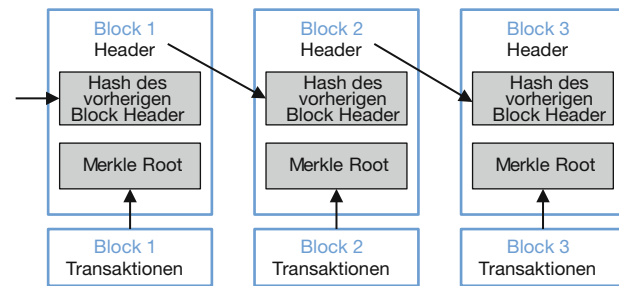 Block 1
Header
Hash des
vorherigen
Block Header
Merkle Root
Block 1
Transaktionen
Block 2
Header
Hash des
vorherigen
Block Header
Merkle Root
Block 2
Transaktionen
Block 3
Header
Hash des
vorherigen
Block Header
Merkle Root
Block 3
Transaktionen